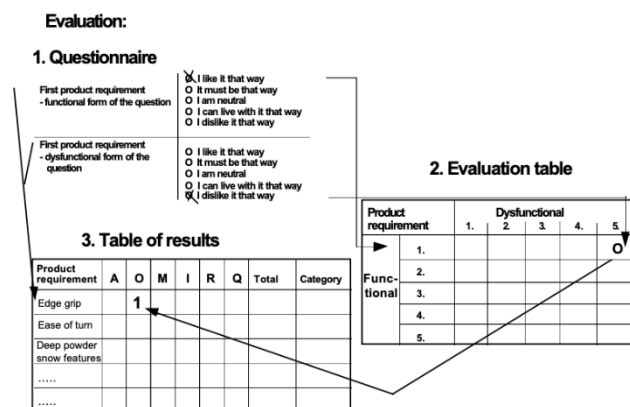 Evaluation:
1. Questionnaire
First product requirement
- functional form of the question
O I like it that way
O It must be that way
O I am neutral
O I can live with it that way
O I dislike it that way
First product requirement
- dysfunctional form of the
question
O I like it that way
O It must be that way
O I am neutral
O I can live with it that way
O I dislike it that way
2. Evaluation table
Product
requirement
Dysfunctional
1. 2. 3. 4. 5.
Func-
tional
1. O
2.
3.
4.
5.
3. Table of results
Product
requirement A O M I R Q Total Category
Edge grip 1
Ease of turn
Deep powder
snow features
.....
.....